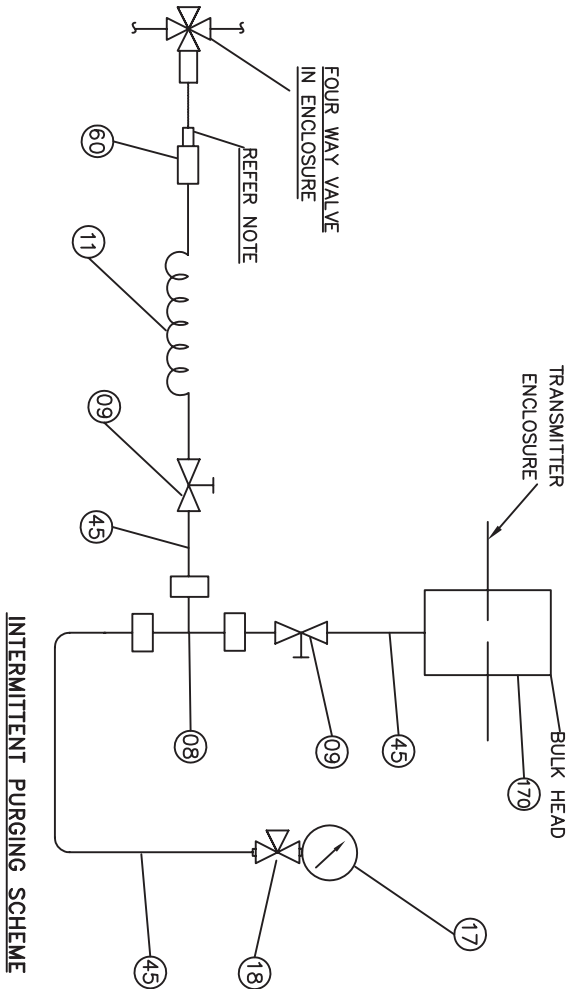 TRANSMITTER
ENCLOSURE
BULK HEAD
170
17
45
FOUR WAY VALVE
IN ENCLOSURE
09
REFER NOTE
18
08
45
60
11
09
45
INTERMITTENT PURGING SCHEME